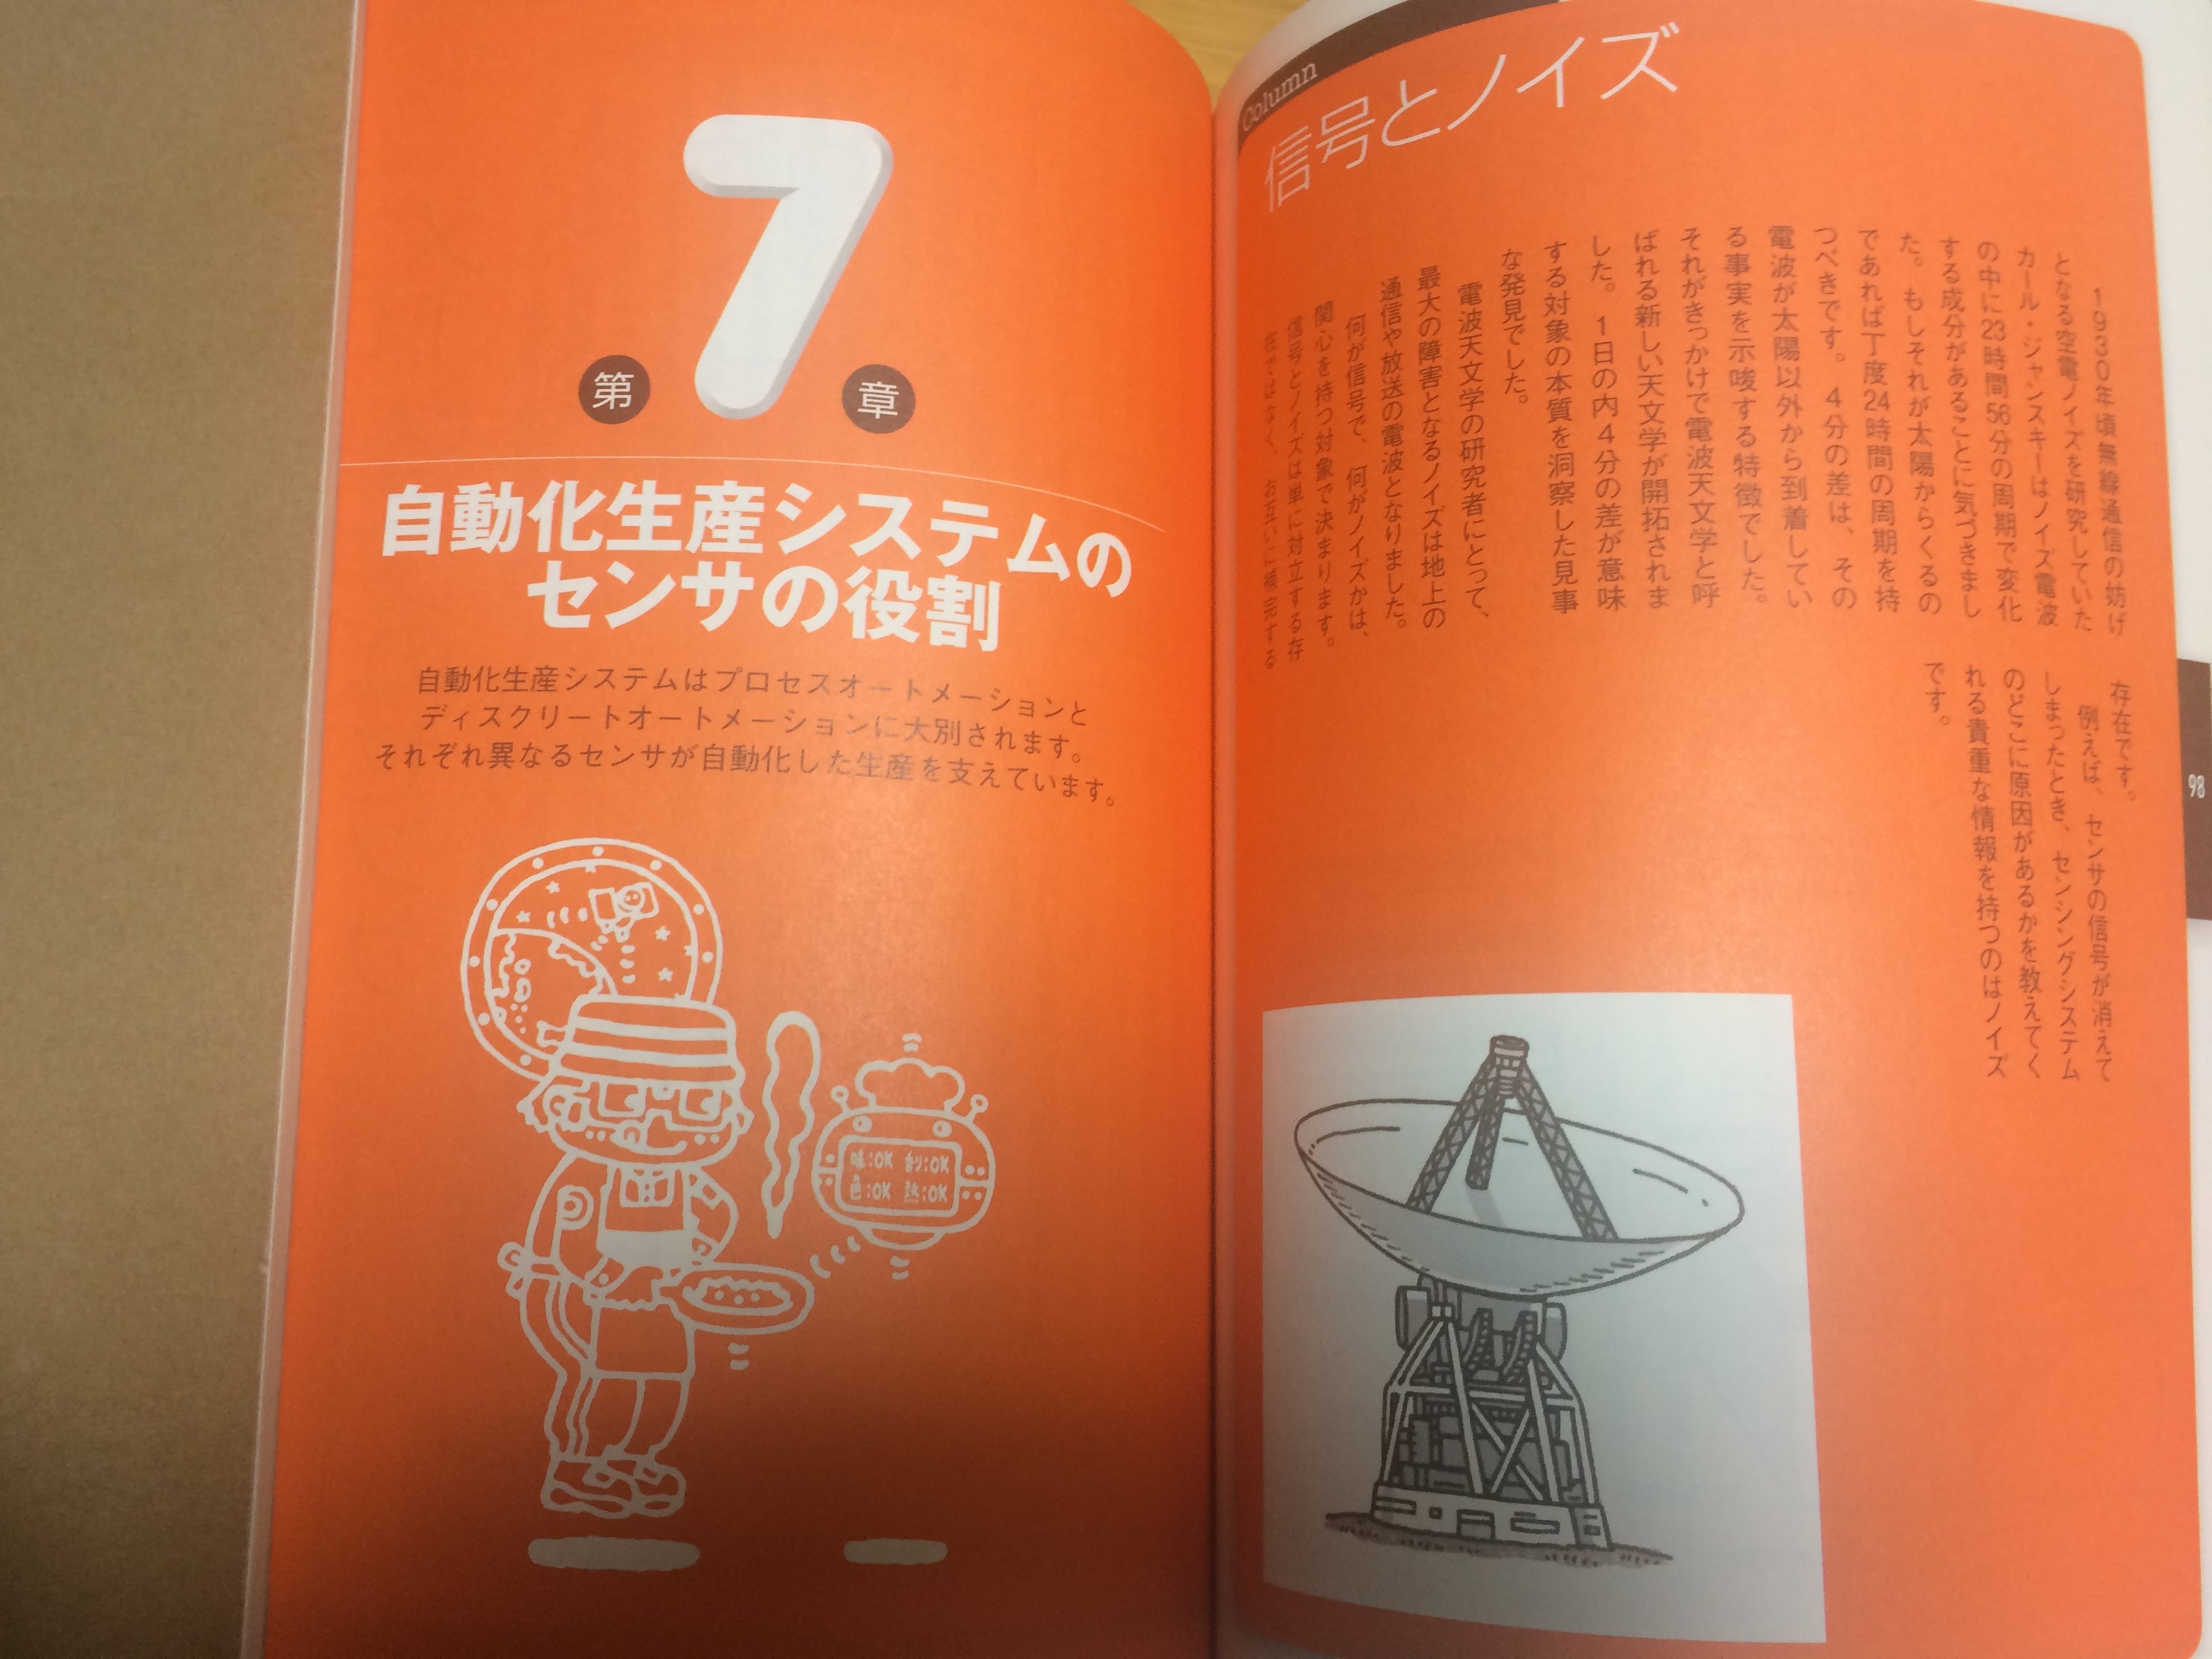 Column
信号とノイズ
1930年頃無線通信の妨げ
となる空電ノイズを研究していた
カール・ジャンスキーはノイズ電波
の中に23時間56分の周期で変化
する成分があることに気づきまし
た。もしそれが太陽からくるの
であれば丁度24時間の周期を持
つべきです。4分の差は、その
電波が太陽以外から到着してい
る事実を示唆する特徴でした。
それがきっかけで電波天文学と呼
ばれる新しい天文学が開拓されま
した。1日の内4分の差が意味
する対象の本質を洞察した見事
な発見でした。
電波天文学の研究者にとって、
最大の障害となるノイズは地上の
通信や放送の電波となりました。
何が信号で、何がノイズかは、
関心を持つ対象で決まります。
信号とノイズは単に対立する存
在ではなく、お互いに補完する
存在です。
例えば、センサの信号が消えて
しまったとき、センシングシステム
のどこに原因があるかを教えてく
れる貴重な情報を持つのはノイズ
です。
98
第7章
自動化生産システムの
センサの役割
自動化生産システムはプロセスオートメーションと
ディスクリートオートメーションに大別されます。
それぞれ異なるセンサが自動化した生産を支えています。
味:OK 形:OK
色:OK 熱:OK